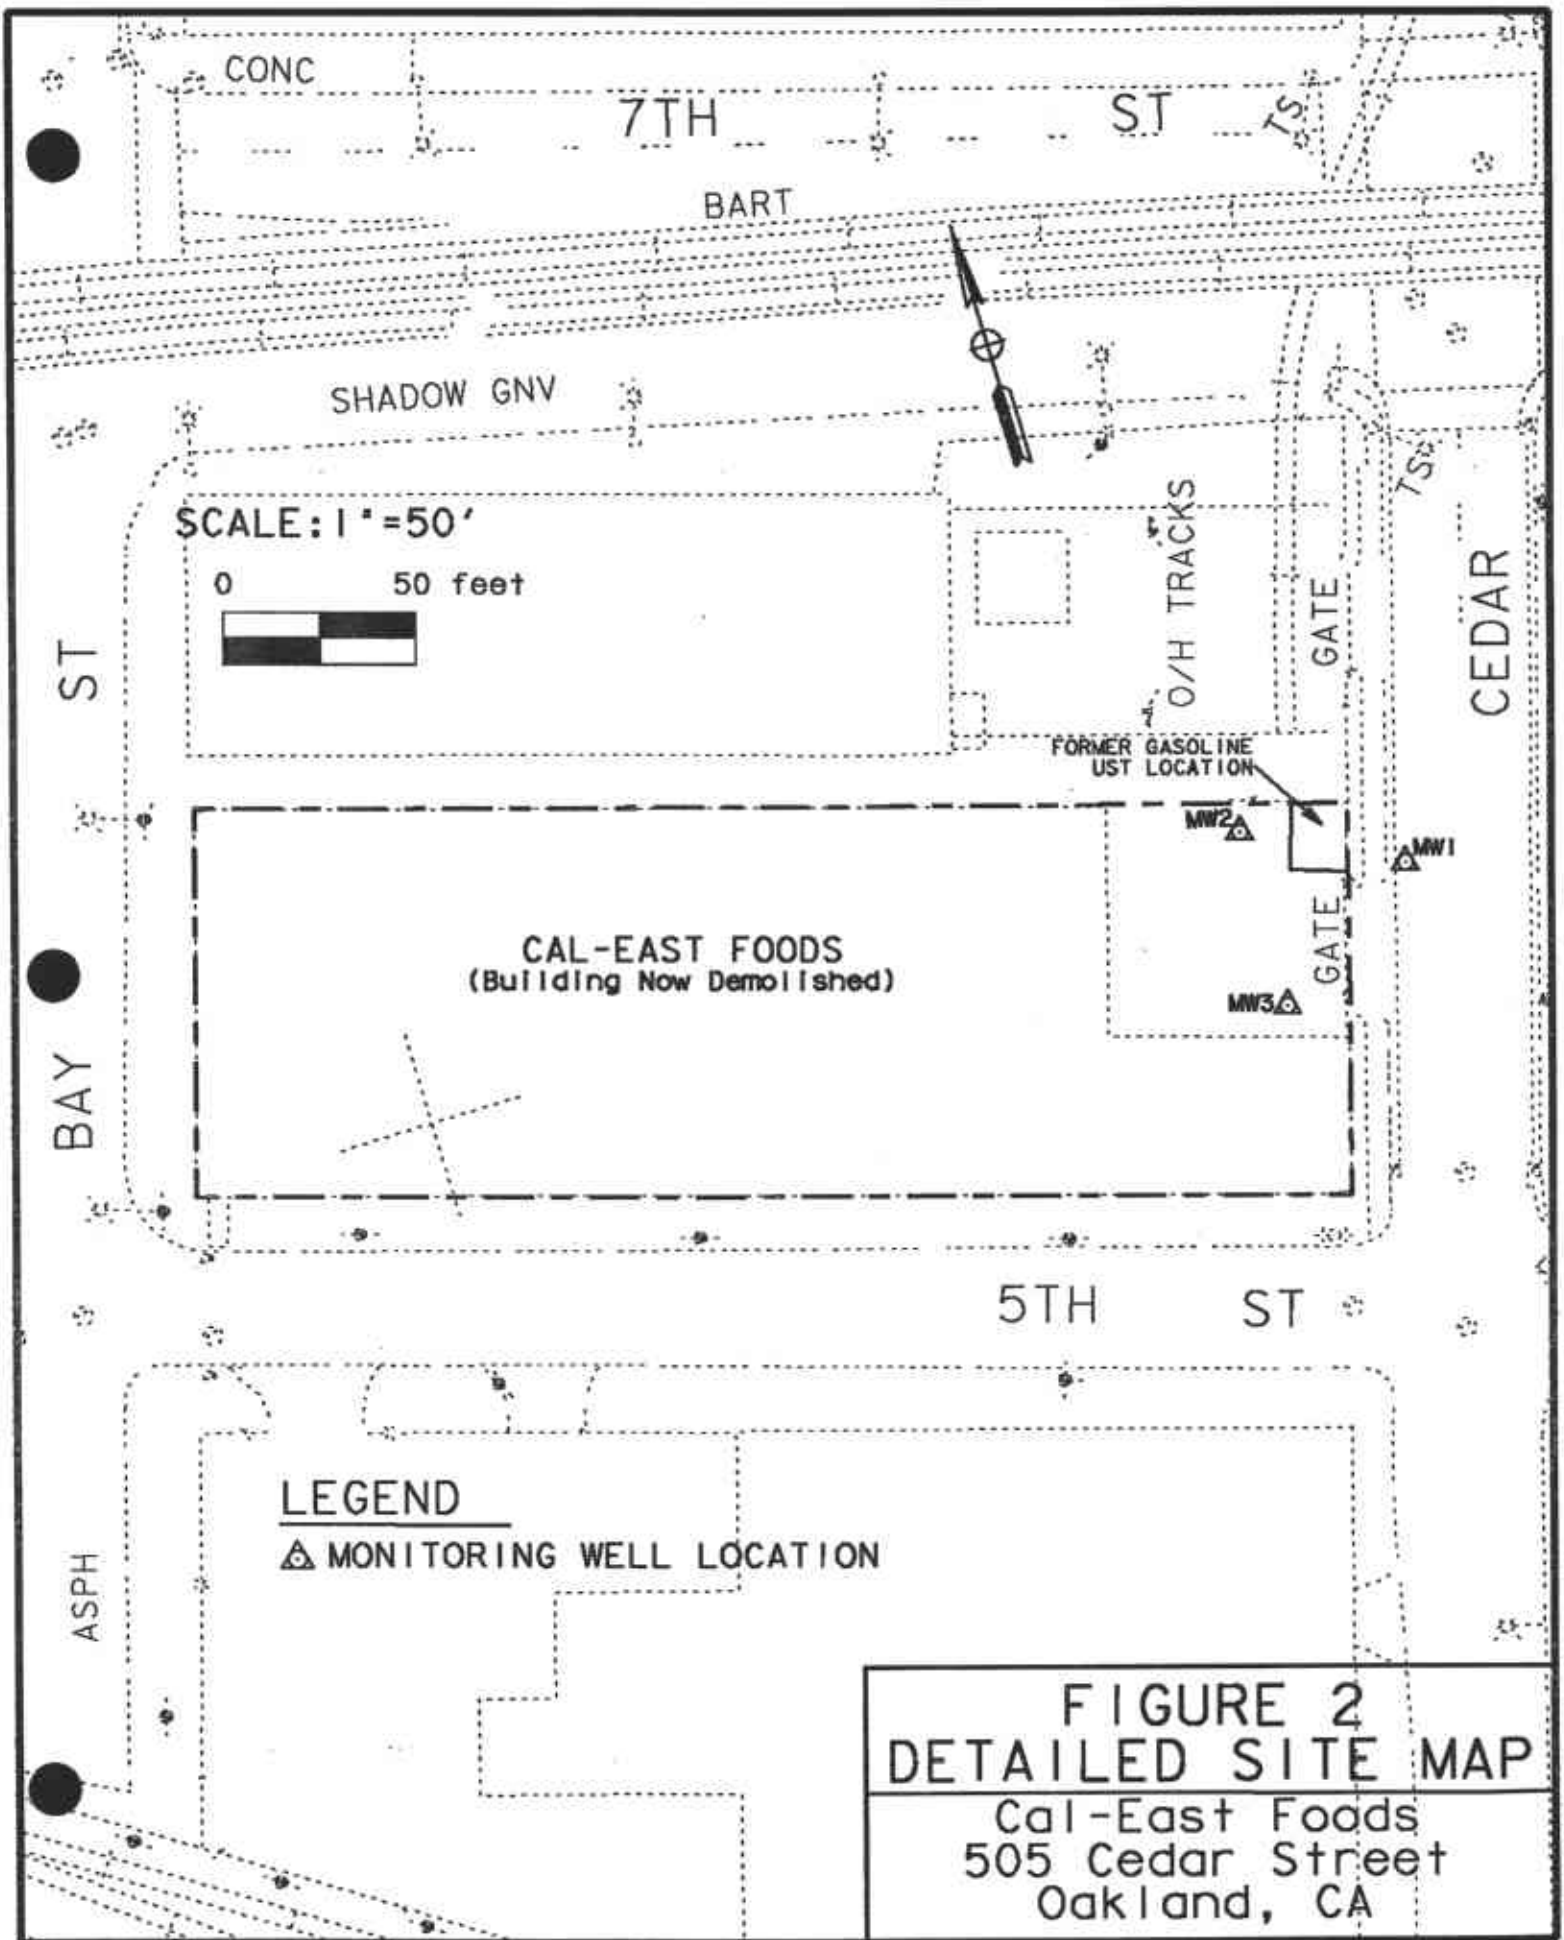 CONC
7TH ST
TS
BART
SHADOW GNV
TS
SCALE: 1"=50'
0 50 feet
ST
O/H TRACKS
GATE
CEDAR
FORMER GASOLINE
UST LOCATION
MW2
MW1
CAL-EAST FOODS
(Building Now Demolished)
GATE
MW3
BAY
5TH ST
LEGEND
MONITORING WELL LOCATION
ASPH
FIGURE 2
DETAILED SITE MAP
Cal-East Foods
505 Cedar Street
Oakland, CA